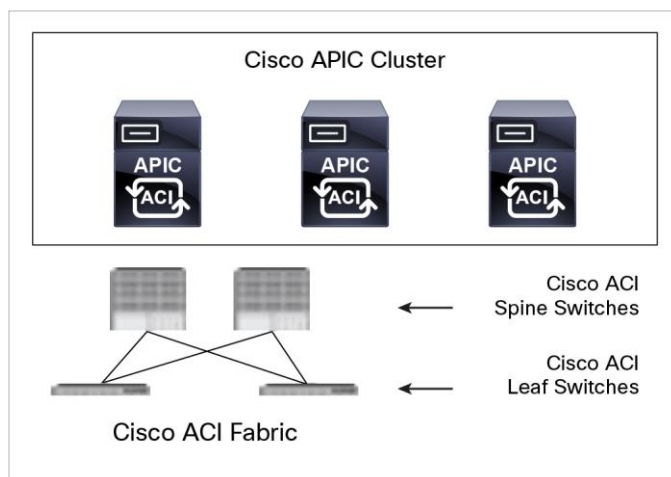 Cisco APIC Cluster
APIC
ACI
APIC
ACI
APIC
ACI
Cisco ACI
Spine Switches
Cisco ACI
Leaf Switches
Cisco ACI Fabric